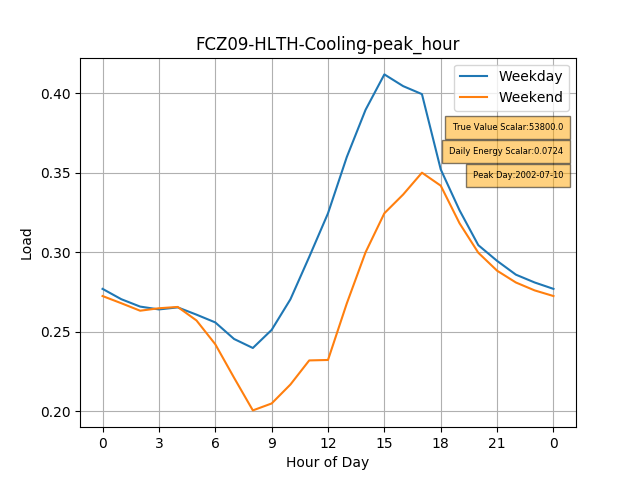 FCZ09-HLTH-Cooling-peak_hour
Weekday
Weekend
True Value Scalar:53800.0
Daily Energy Scalar:0.0724
Peak Day:2002-07-10
0.40
0.35
0.30
0.25
0.20
Load
0 3 6 9 12 15 18 21 0
Hour of Day